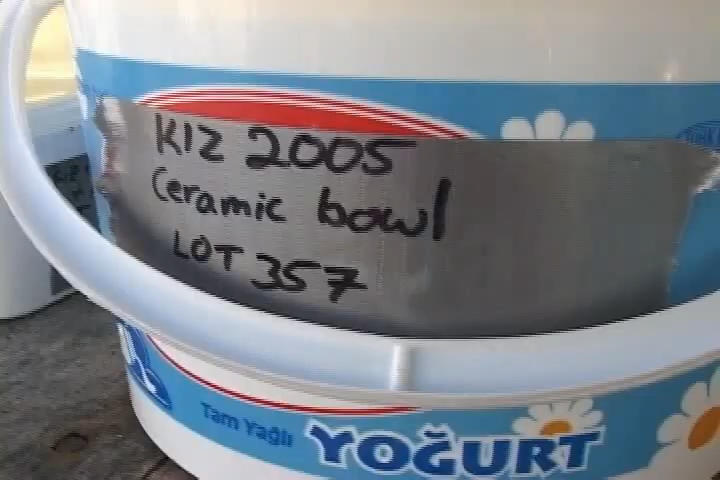 KIZ 2005
Ceramic bowl
LOT 357
Tam Yağlı
YOĞURT